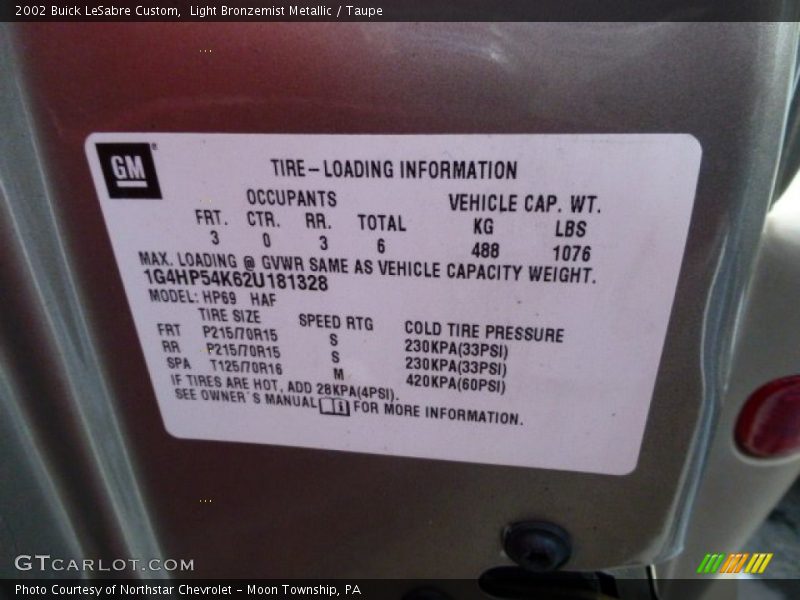 2002 Buick LeSabre Custom, Light Bronzemist Metallic / Taupe
GM
TIRE-LOADING INFORMATION
OCCUPANTS VEHICLE CAP. WT.
FRT. CTR. RR. TOTAL KG LBS
3 0 3 6 488 1076
MAX. LOADING @ GVWR SAME AS VEHICLE CAPACITY WEIGHT.
1G4HP54K62U181328
MODEL: HP69 HAF
TIRE SIZE SPEED RTG COLD TIRE PRESSURE
FRT P215/70R15 S 230KPA(33PSI)
RR P215/70R15 S 230KPA(33PSI)
SPA T125/70R16 M 420KPA(60PSI)
IF TIRES ARE HOT, ADD 28KPA(4PSI).
SEE OWNER'S MANUAL FOR MORE INFORMATION.
GTCARLOT.COM
Photo Courtesy of Northstar Chevrolet - Moon Township, PA